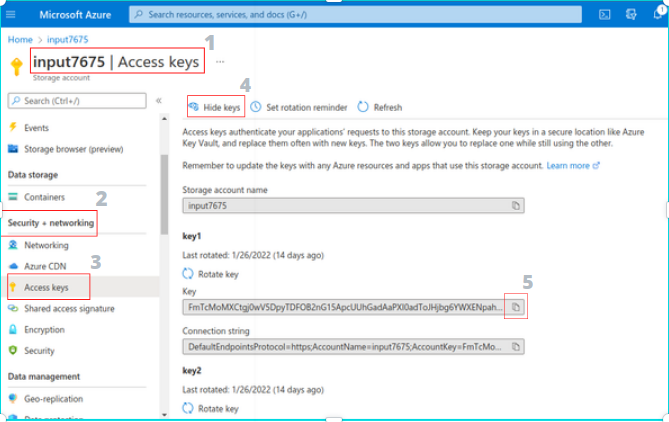 Microsoft Azure
Search resources, services, and docs (G+/)
Home > input7675
1
input7675 | Access keys ...
Storage account
Search (Ctrl+/)
«
Events
Storage browser (preview)
Data storage
Containers
2
Security + networking
Networking
Azure CDN
3
Access keys
Shared access signature
Encryption
Security
Data management
Geo-replication
Data protection
4
Hide keys
Set rotation reminder
Refresh
Access keys authenticate your applications' requests to this storage account. Keep your keys in a secure location like Azure
Key Vault, and replace them often with new keys. The two keys allow you to replace one while still using the other.
Remember to update the keys with any Azure resources and apps that use this storage account. Learn more
Storage account name
input7675
key1
Last rotated: 1/26/2022 (14 days ago)
Rotate key
5
Key
FmTcMoMXCtgj0wV5DpyTDFOB2nG15ApcUUhGadAaPXI0adToJHjbg6YWXENpah...
Connection string
DefaultEndpointsProtocol=https;AccountName=input7675;AccountKey=FmTcMo...
key2
Last rotated: 1/26/2022 (14 days ago)
Rotate key